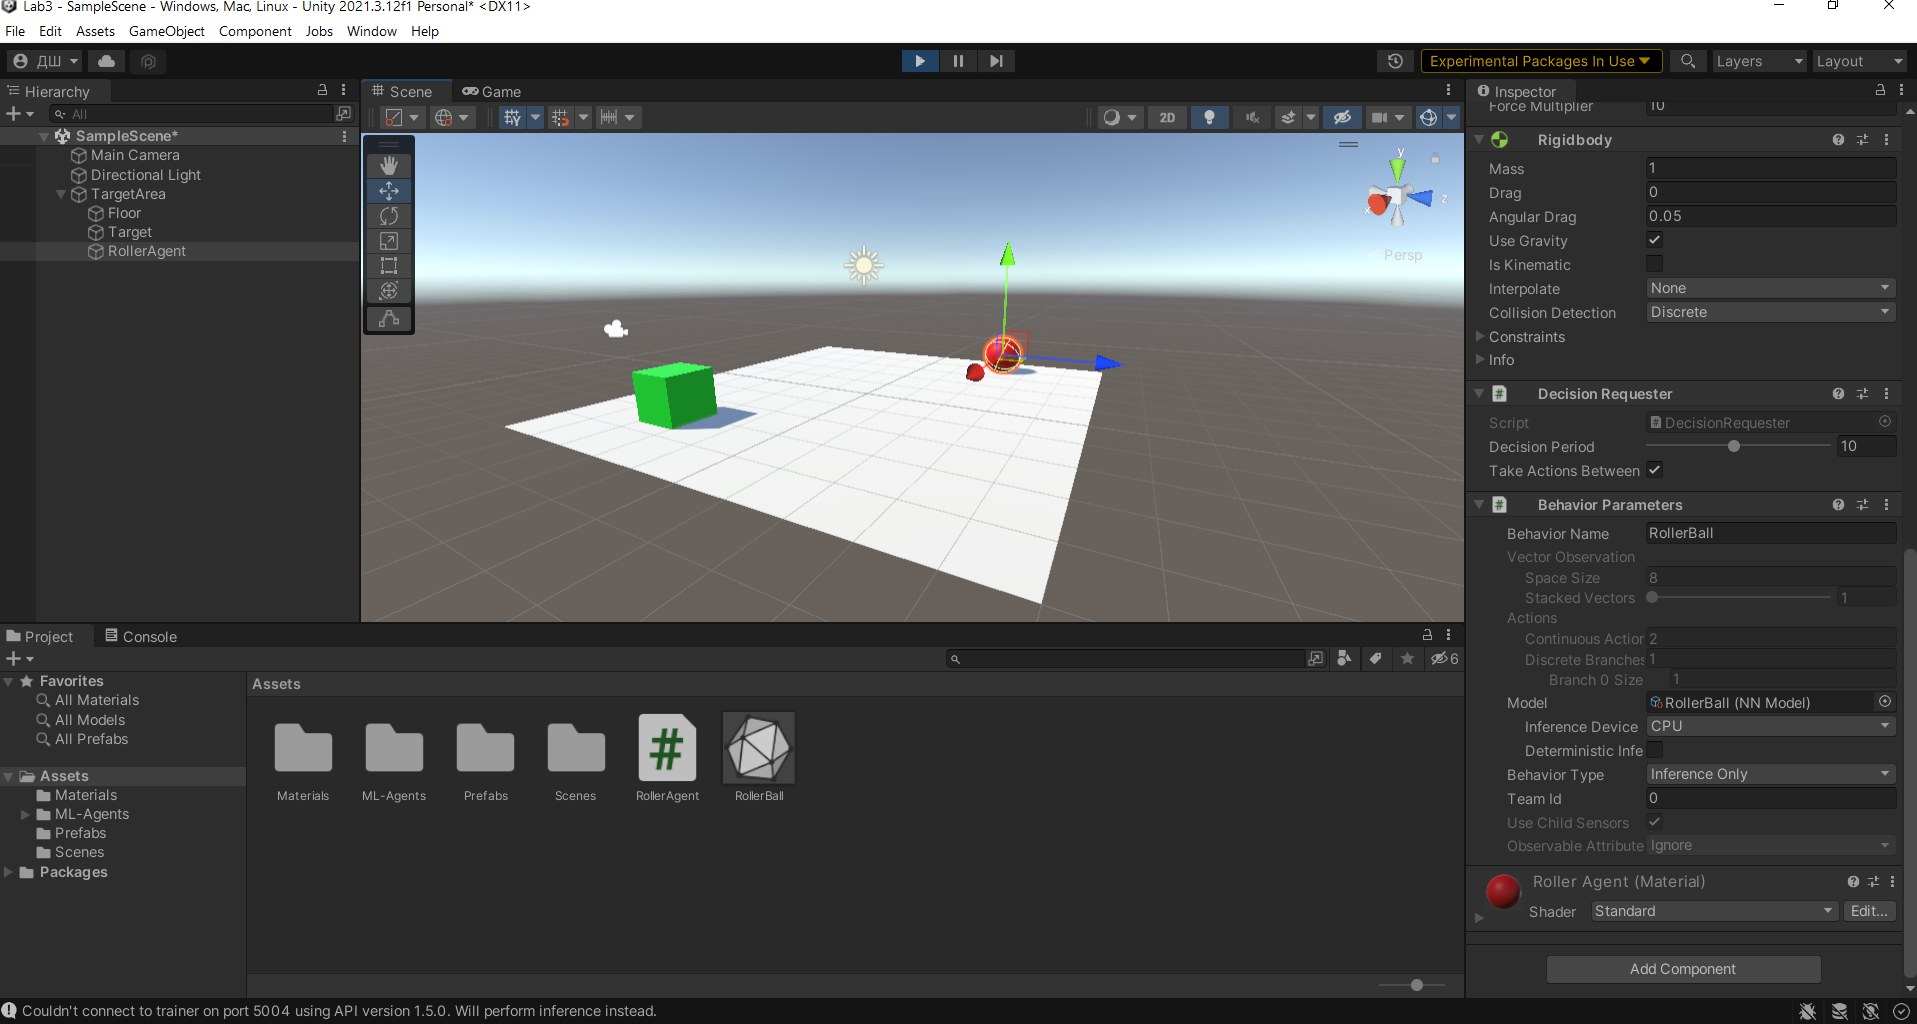 Lab3 - SampleScene - Windows, Mac, Linux - Unity 2021.3.12f1 Personal* <DX11>
File Edit Assets GameObject Component Jobs Window Help
ДШ
Experimental Packages In Use
Layers
Layout
Hierarchy
All
SampleScene*
Main Camera
Directional Light
TargetArea
Floor
Target
RollerAgent
Scene
Game
2D
y
x
z
Persp
Inspector
Force Multiplier 10
Rigidbody
Mass 1
Drag 0
Angular Drag 0.05
Use Gravity
Is Kinematic
Interpolate None
Collision Detection Discrete
Constraints
Info
# Decision Requester
Script # DecisionRequester
Decision Period 10
Take Actions Between
# Behavior Parameters
Behavior Name RollerBall
Vector Observation
Space Size 8
Stacked Vectors 1
Actions
Continuous Action 2
Discrete Branches 1
Branch 0 Size 1
Model RollerBall (NN Model)
Inference Device CPU
Deterministic Infe
Behavior Type Inference Only
Team Id 0
Use Child Sensors
Observable Attribute Ignore
Roller Agent (Material)
Shader Standard Edit...
Add Component
Project
Console
6
Favorites
All Materials
All Models
All Prefabs
Assets
Materials
ML-Agents
Prefabs
Scenes
Packages
Assets
#
Materials ML-Agents Prefabs Scenes RollerAgent RollerBall
Couldn't connect to trainer on port 5004 using API version 1.5.0. Will perform inference instead.